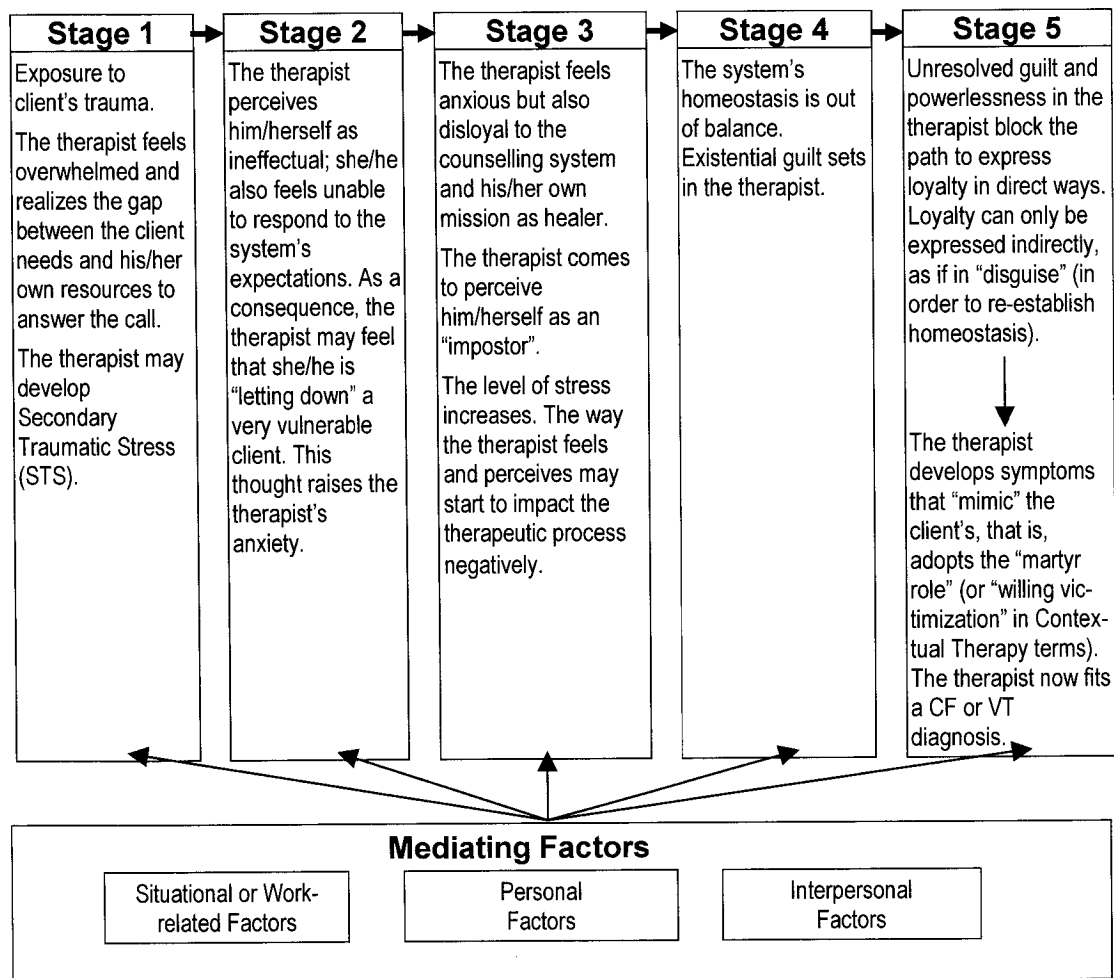 Stage 1
Exposure to
client's trauma.
The therapist feels
overwhelmed and
realizes the gap
between the client
needs and his/her
own resources to
answer the call.
The therapist may
develop
Secondary
Traumatic Stress
(STS).
Stage 2
The therapist
perceives
him/herself as
ineffectual; she/he
also feels unable
to respond to the
system's
expectations. As a
consequence, the
therapist may feel
that she/he is
"letting down" a
very vulnerable
client. This
thought raises the
therapist's
anxiety.
Stage 3
The therapist feels
anxious but also
disloyal to the
counselling system
and his/her own
mission as healer.
The therapist comes
to perceive
him/herself as an
"impostor".
The level of stress
increases. The way
the therapist feels
and perceives may
start to impact the
therapeutic process
negatively.
Stage 4
The system's
homeostasis is out
of balance.
Existential guilt sets
in the therapist.
Stage 5
Unresolved guilt and
powerlessness in the
therapist block the
path to express
loyalty in direct ways.
Loyalty can only be
expressed indirectly,
as if in "disguise" (in
order to re-establish
homeostasis).
The therapist
develops symptoms
that "mimic" the
client's, that is,
adopts the "martyr
role" (or "willing vic-
timization" in Contex-
tual Therapy terms).
The therapist now fits
a CF or VT
diagnosis.
Mediating Factors
Situational or Work-
related Factors
Personal
Factors
Interpersonal
Factors